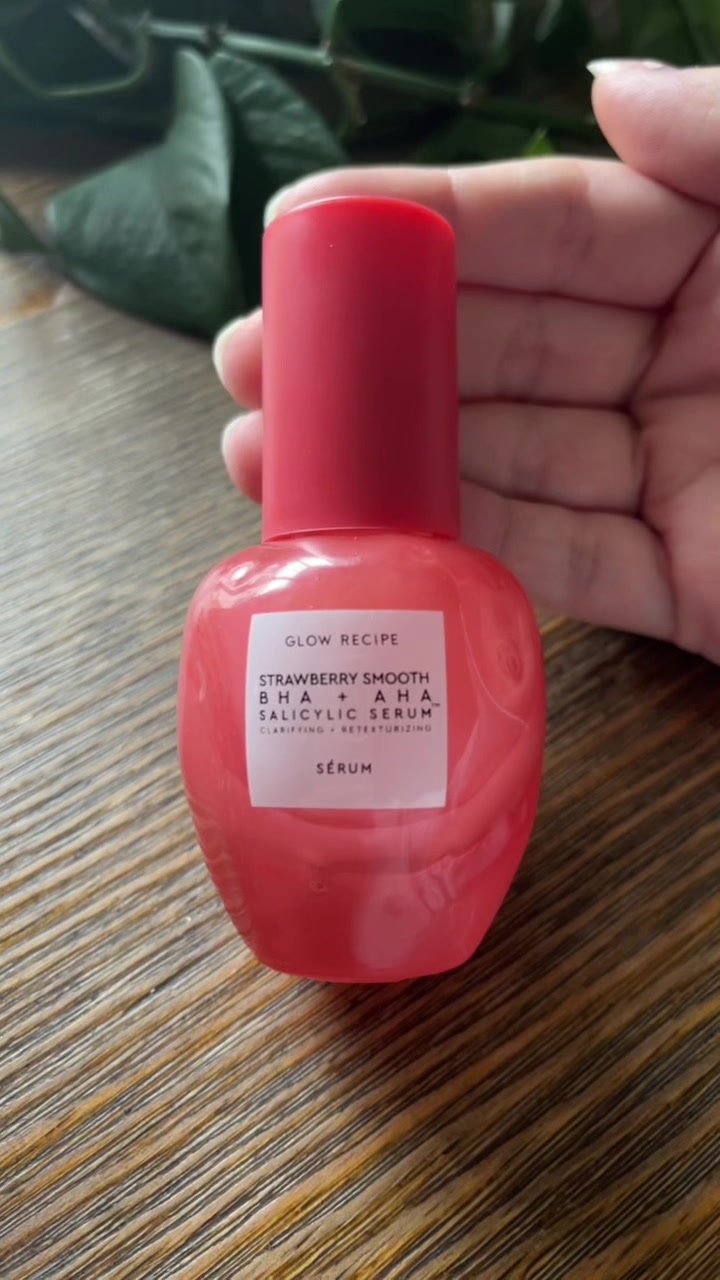 GLOW RECIPE
STRAWBERRY SMOOTH
BHA + AHA
SALICYLIC SERUM™
CLARIFYING + RETEXTURIZING
SÉRUM